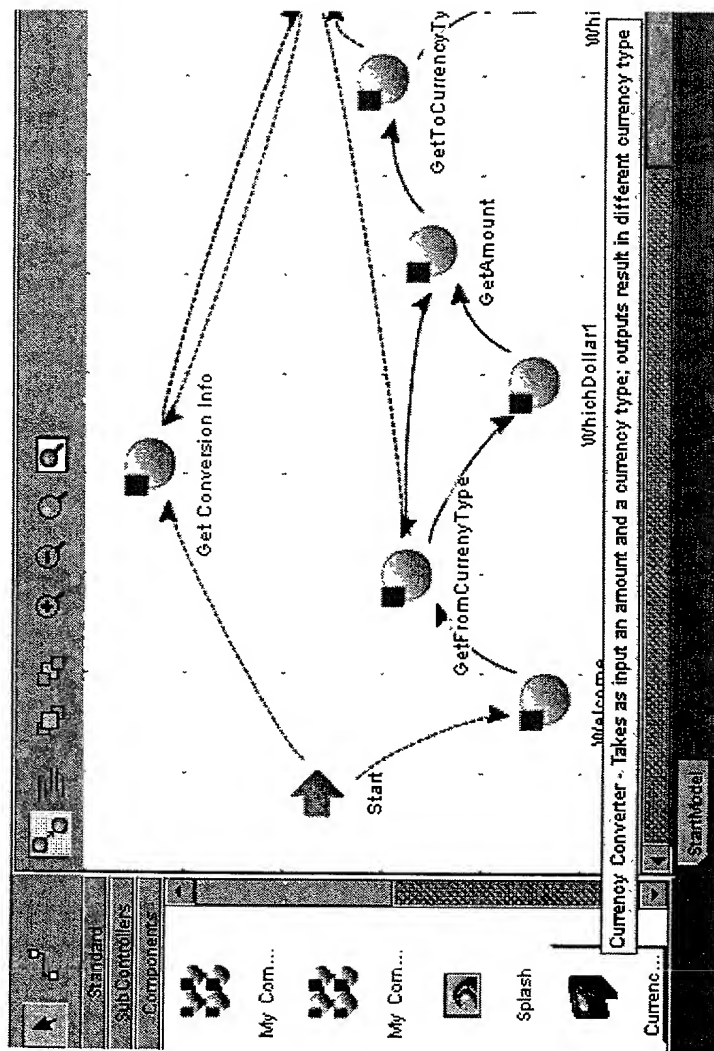 Standard
SubControllers
Components
My Com...
My Com...
Splash
Currenc...
Start
Get Conversion Info
Welcome
GetFromCurrenyType
WhichDollar1
GetAmount
GetToCurrencyTy
Whi
Currency Converter - Takes as input an amount and a currency type; outputs result in different currency type
StartModel